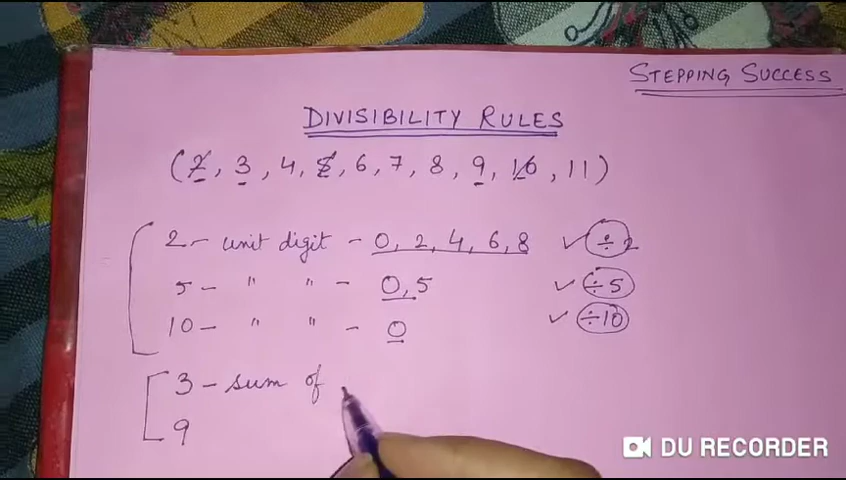 STEPPING SUCCESS
DIVISIBILITY RULES
(2, 3, 4, 5, 6, 7, 8, 9, 10, 11)
2 - unit digit - 0, 2, 4, 6, 8 ✓ ÷ 2
5 - " " - 0, 5 ✓ ÷ 5
10 - " " - 0 ✓ ÷ 10
3 - sum of
9
DU RECORDER